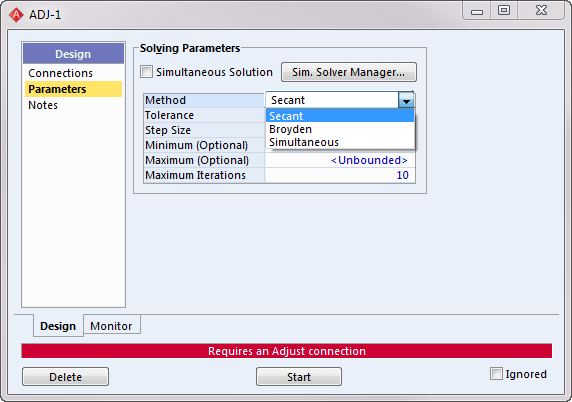 ADJ-1
Design
Connections
Parameters
Notes
Solving Parameters
Simultaneous Solution
Sim. Solver Manager...
Method Secant
Tolerance Secant
Step Size Broyden
Minimum (Optional) Simultaneous
Maximum (Optional) <Unbounded>
Maximum Iterations 10
Design Monitor
Requires an Adjust connection
Delete Start Ignored